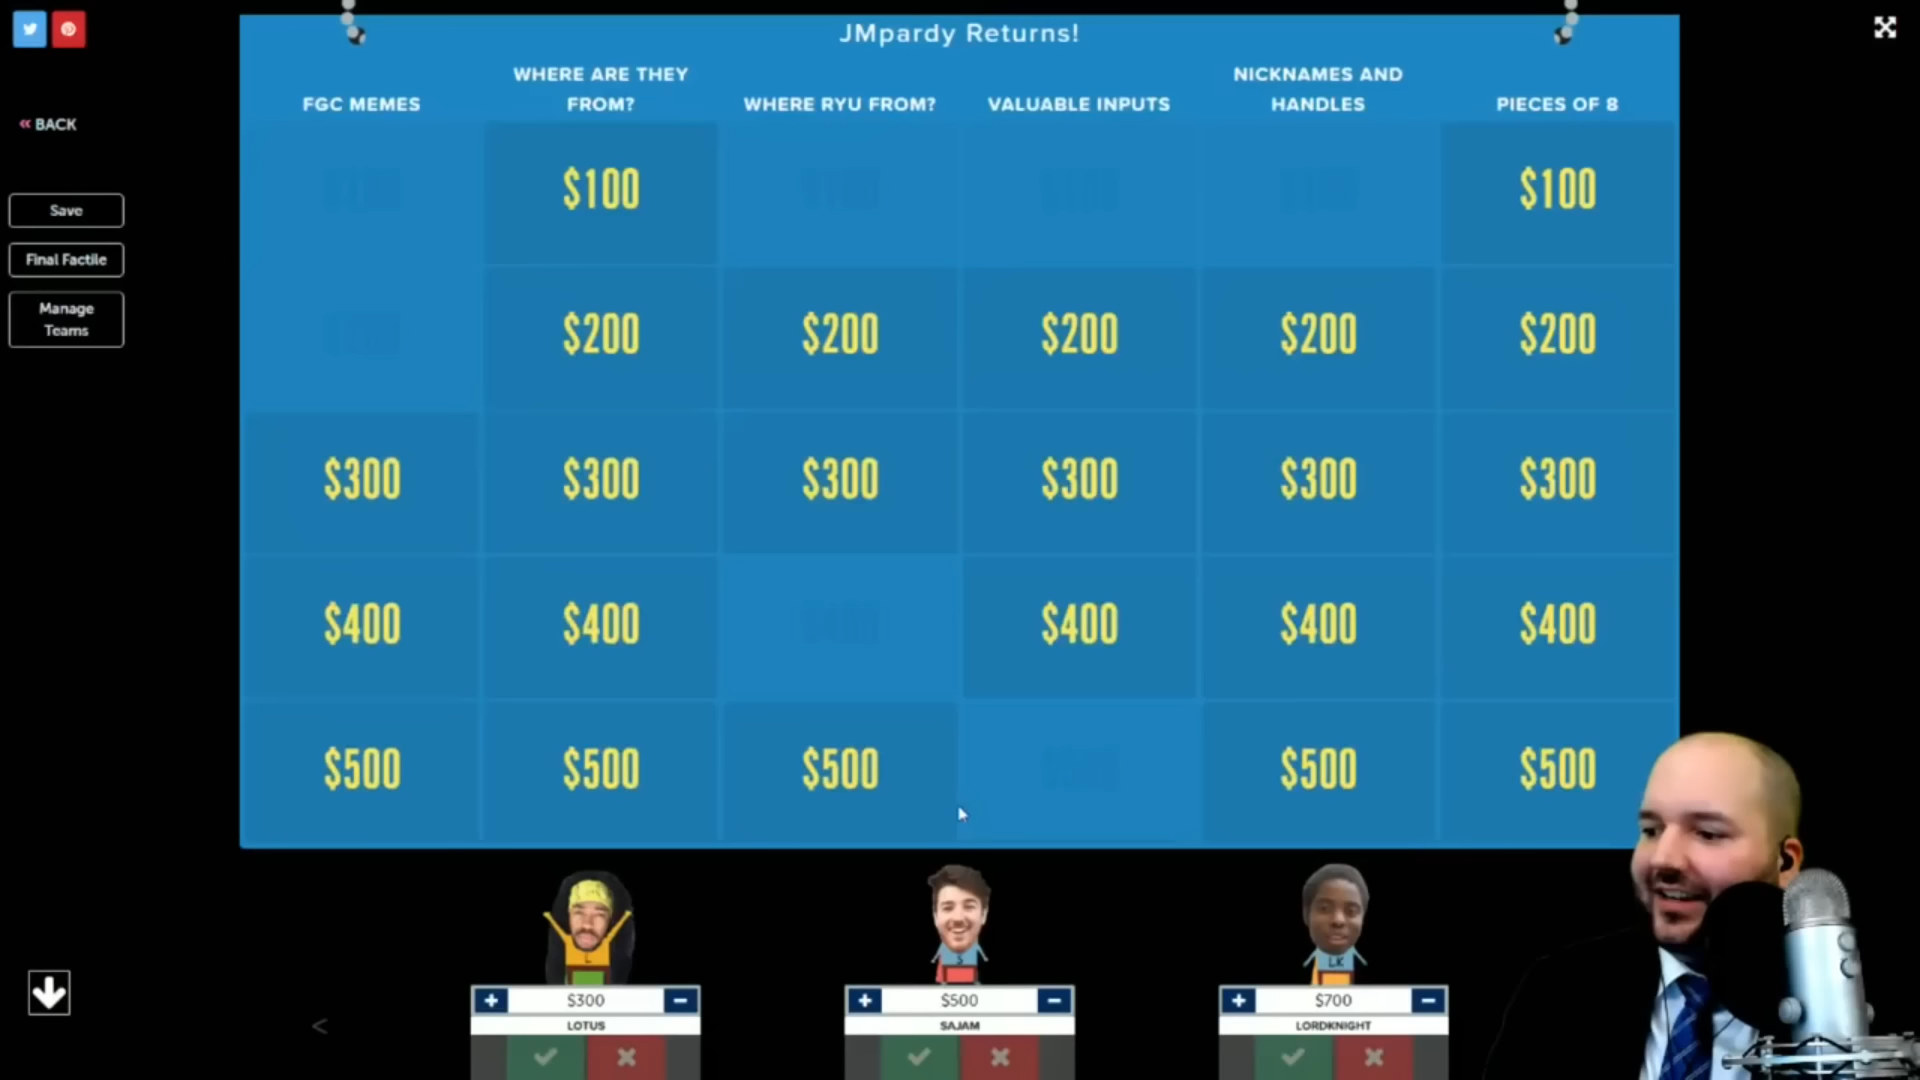 JMpardy Returns!
FGC MEMES
WHERE ARE THEY
FROM?
WHERE RYU FROM?
VALUABLE INPUTS
NICKNAMES AND
HANDLES
PIECES OF 8
« BACK
Save
Final Factile
Manage
Teams
$100
$100
$200
$200
$200
$200
$200
$300
$300
$300
$300
$300
$300
$400
$400
$400
$400
$400
$500
$500
$500
$500
$500
L
S
LK
+ $300 −
LOTUS
+ $500 −
SAJAM
+ $700 −
LORDKNIGHT
<